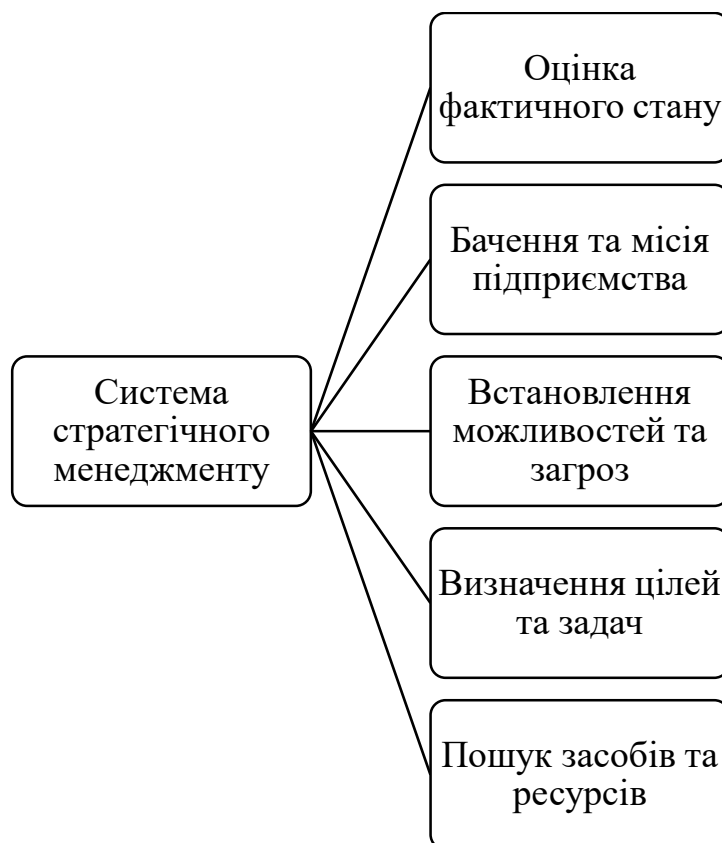 Оцінка
фактичного стану
Бачення та місія
підприємства
Система
стратегічного
менеджменту
Встановлення
можливостей та
загроз
Визначення цілей
та задач
Пошук засобів та
ресурсів